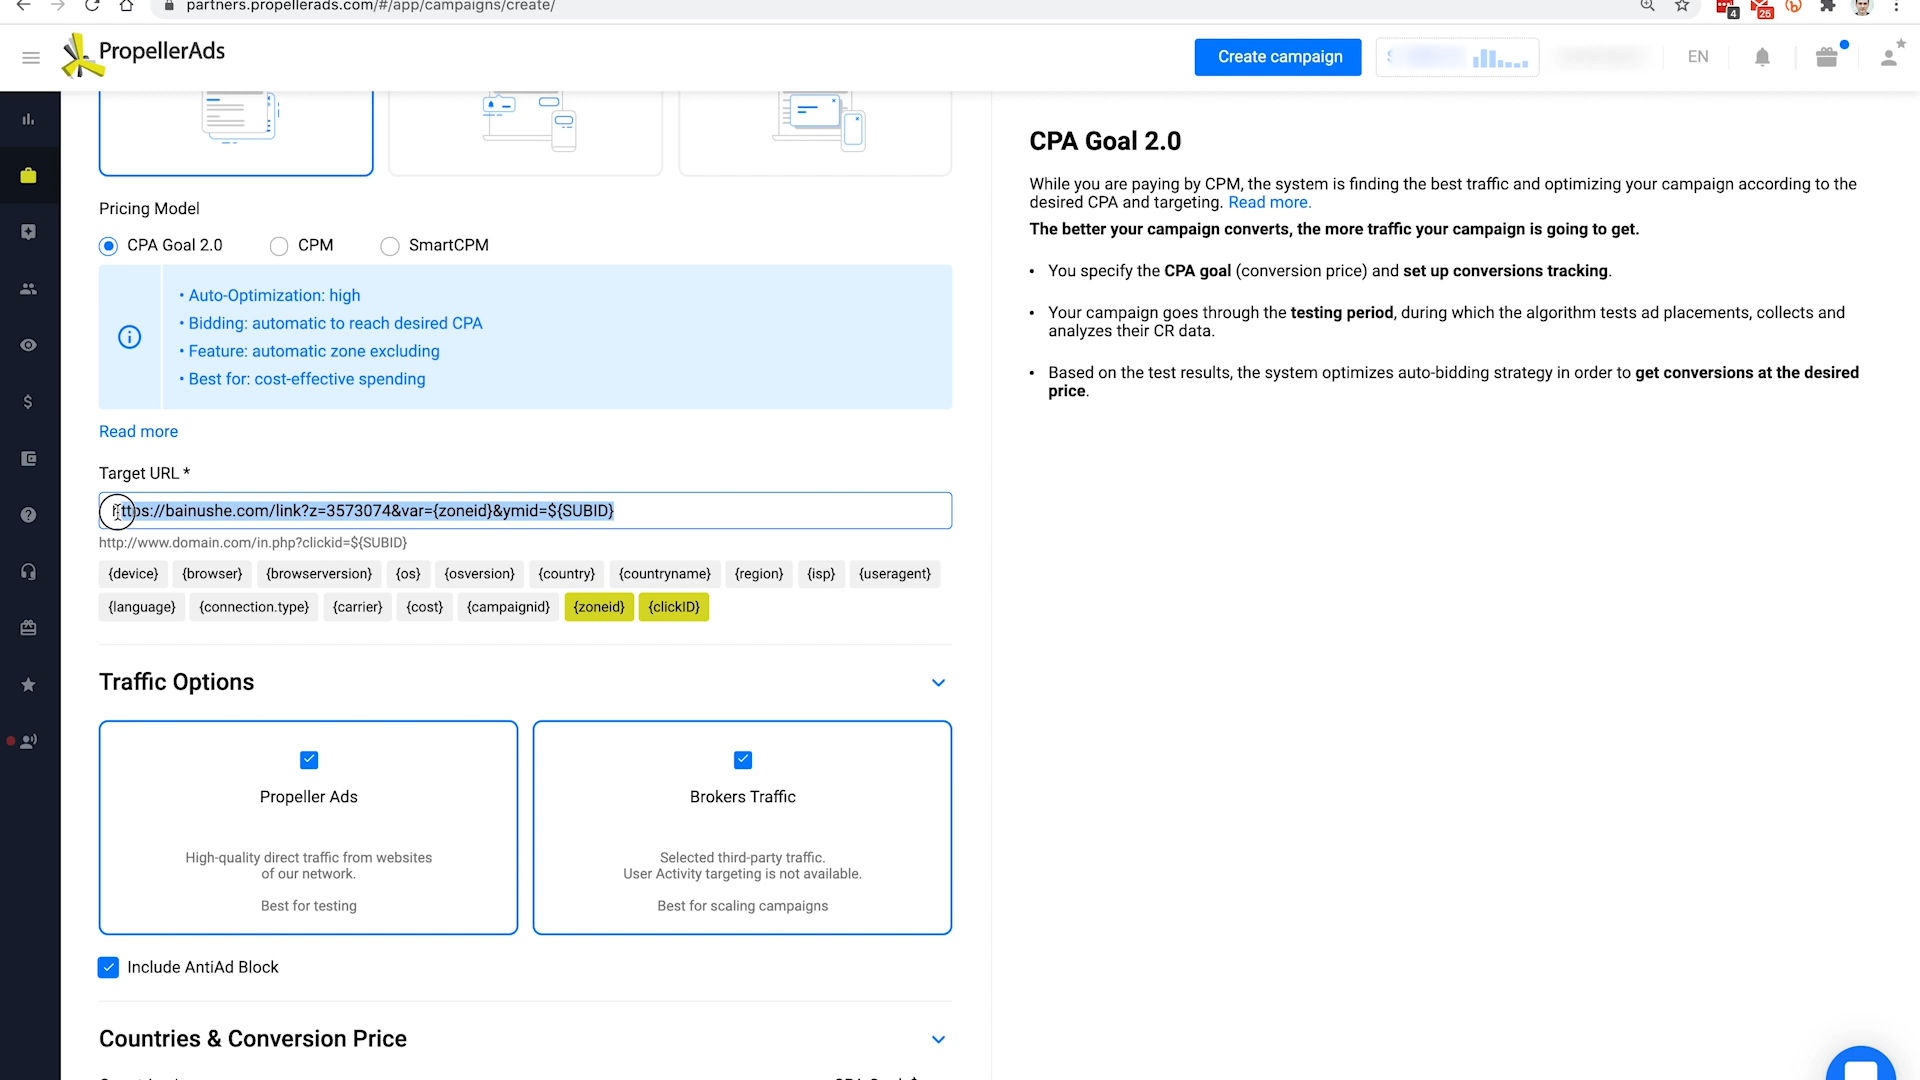 partners.propellerads.com/#/app/campaigns/create/
4
25
PropellerAds
Create campaign
EN
Pricing Model
CPA Goal 2.0
CPM
SmartCPM
• Auto-Optimization: high
• Bidding: automatic to reach desired CPA
• Feature: automatic zone excluding
• Best for: cost-effective spending
Read more
Target URL *
https://bainushe.com/link?z=3573074&var={zoneid}&ymid=${SUBID}
http://www.domain.com/in.php?clickid=${SUBID}
{device} {browser} {browserversion} {os} {osversion} {country} {countryname} {region} {isp} {useragent}
{language} {connection.type} {carrier} {cost} {campaignid} {zoneid} {clickID}
Traffic Options
Propeller Ads
High-quality direct traffic from websites
of our network.
Best for testing
Brokers Traffic
Selected third-party traffic.
User Activity targeting is not available.
Best for scaling campaigns
Include AntiAd Block
Countries & Conversion Price
CPA Goal 2.0
While you are paying by CPM, the system is finding the best traffic and optimizing your campaign according to the
desired CPA and targeting. Read more.
The better your campaign converts, the more traffic your campaign is going to get.
• You specify the CPA goal (conversion price) and set up conversions tracking.
• Your campaign goes through the testing period, during which the algorithm tests ad placements, collects and
analyzes their CR data.
• Based on the test results, the system optimizes auto-bidding strategy in order to get conversions at the desired
price.